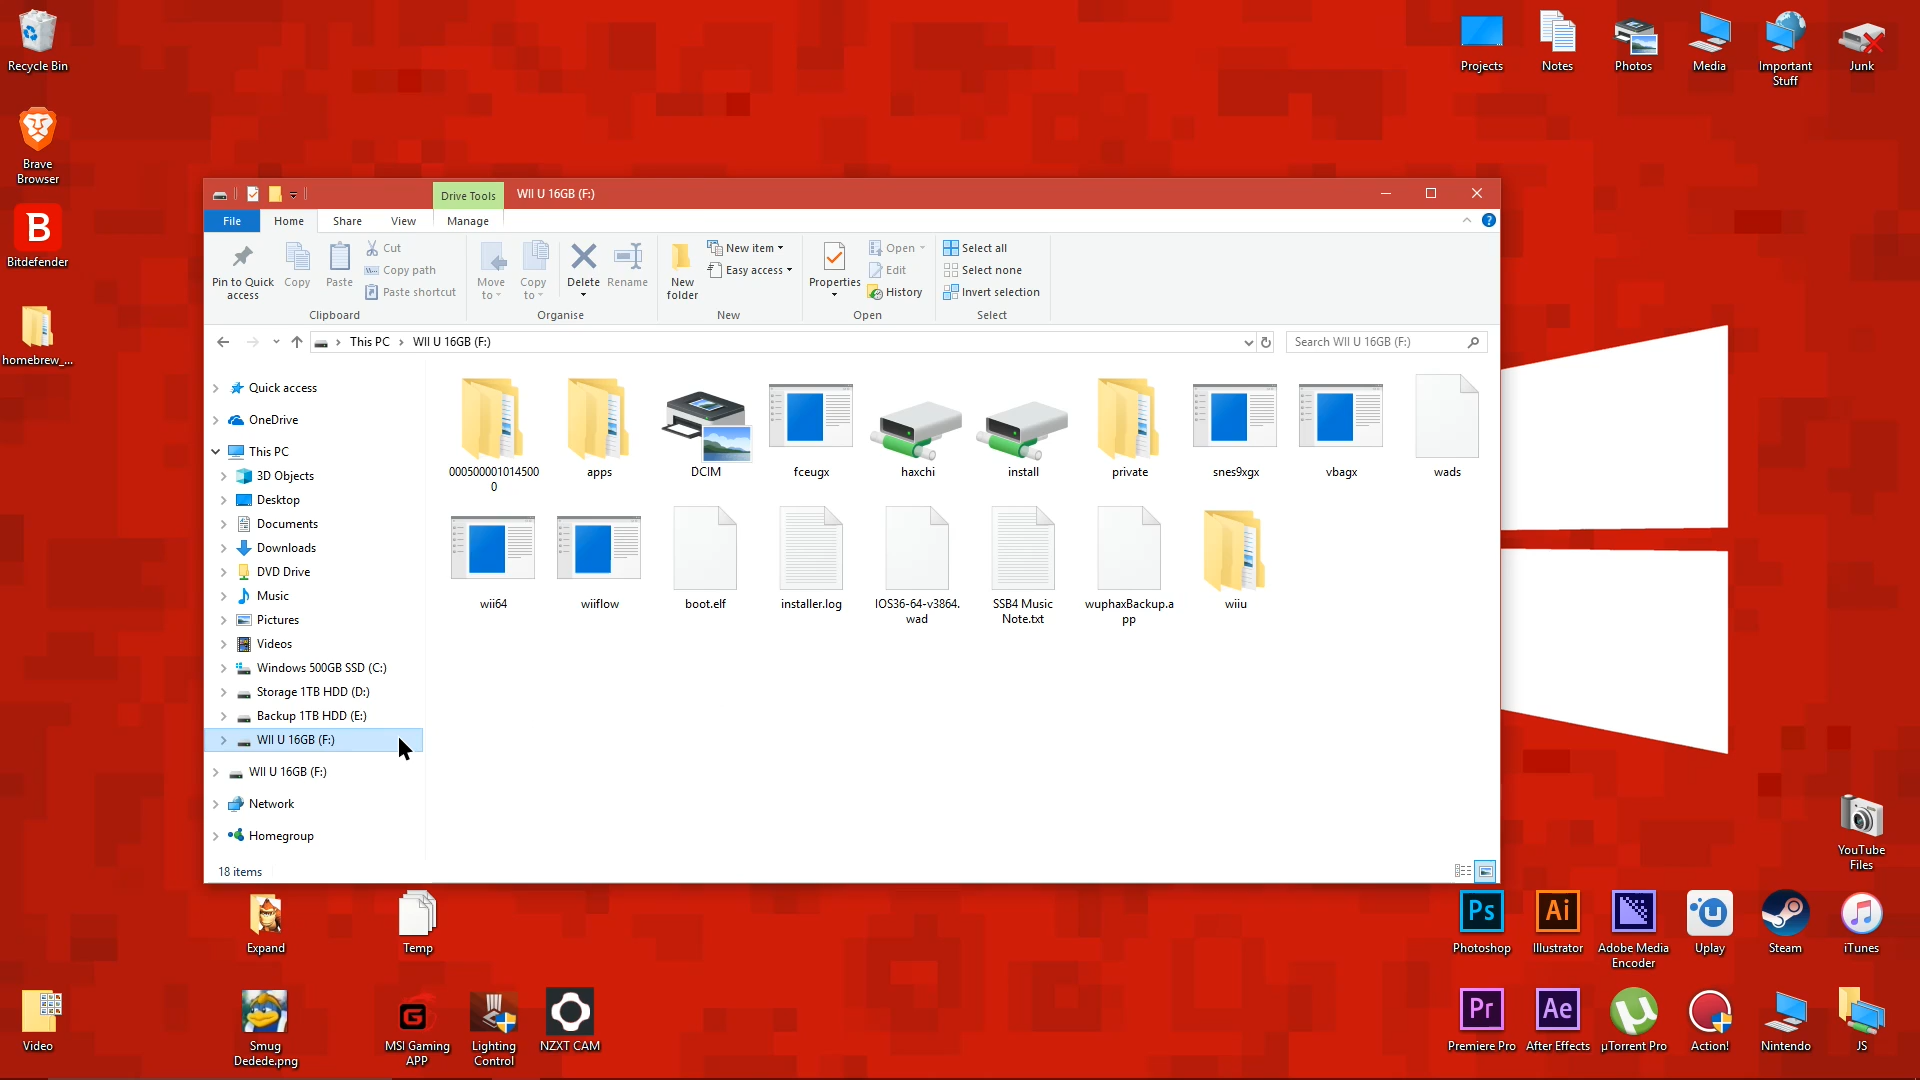 Recycle Bin
Projects
Notes
Photos
Media
Important
Stuff
Junk
Brave
Browser
Bitdefender
homebrew_...
Drive Tools
WII U 16GB (F:)
File
Home
Share
View
Manage
Pin to Quick
access
Copy
Paste
Cut
Copy path
Paste shortcut
Clipboard
Move
to
Copy
to
Delete
Rename
Organise
New
folder
New item
Easy access
New
Properties
Open
Edit
History
Open
Select all
Select none
Invert selection
Select
This PC
WII U 16GB (F:)
Search WII U 16GB (F:)
Quick access
OneDrive
This PC
3D Objects
Desktop
Documents
Downloads
DVD Drive
Music
Pictures
Videos
Windows 500GB SSD (C:)
Storage 1TB HDD (D:)
Backup 1TB HDD (E:)
WII U 16GB (F:)
WII U 16GB (F:)
Network
Homegroup
000500001014500
0
apps
DCIM
fceugx
haxchi
install
private
snes9xgx
vbagx
wads
wii64
wiiflow
boot.elf
installer.log
IOS36-64-v3864.
wad
SSB4 Music
Note.txt
wuphaxBackup.a
pp
wiiu
18 items
YouTube
Files
Expand
Temp
Ps
Photoshop
Ai
Illustrator
Adobe Media
Encoder
Uplay
Steam
iTunes
Video
Smug
Dedede.png
MSI Gaming
APP
Lighting
Control
NZXT CAM
Pr
Premiere Pro
Ae
After Effects
µTorrent Pro
Action!
Nintendo
JS